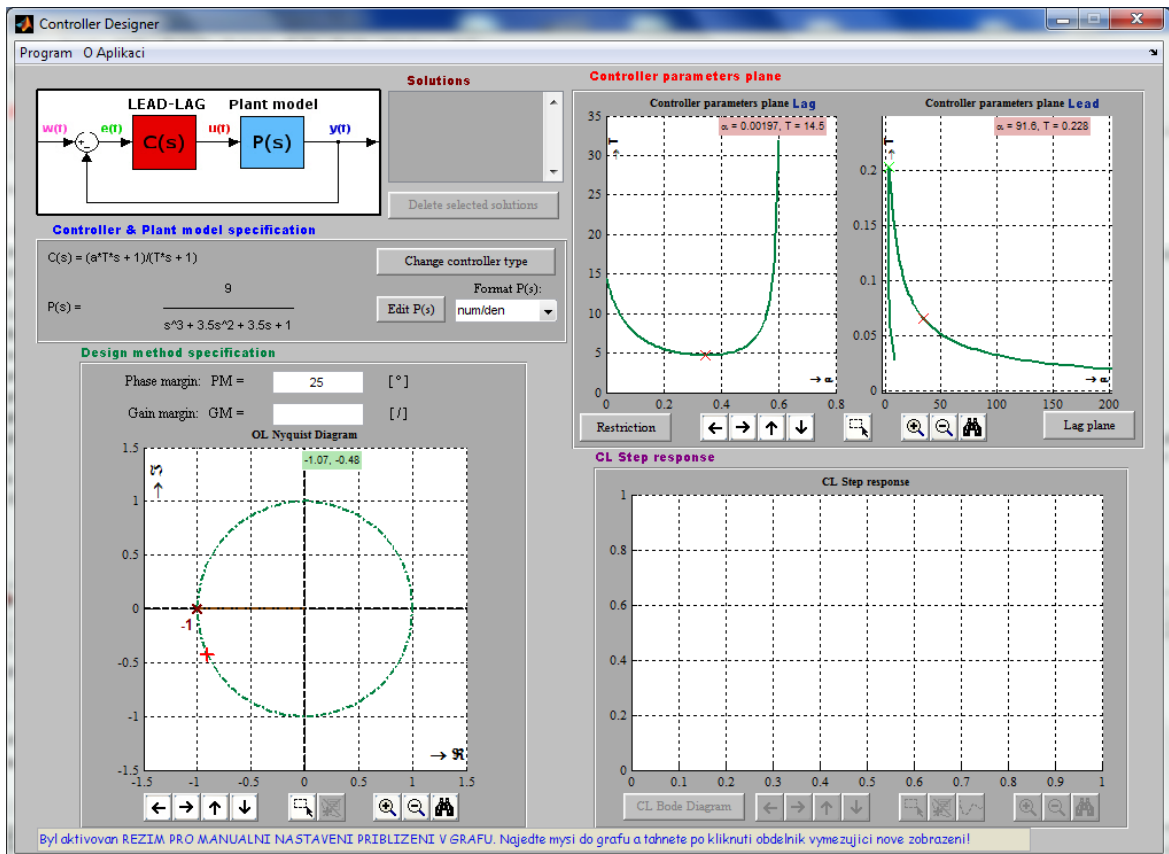 Controller Designer
Program O Aplikaci
LEAD-LAG Plant model
w(t) e(t) C(s) u(t) P(s) y(t)
+
-
Solutions
Delete selected solutions
Controller & Plant model specification
C(s) = (a*T*s + 1)/(T*s + 1)
Change controller type
P(s) =
9
s^3 + 3.5s^2 + 3.5s + 1
Edit P(s)
Format P(s):
num/den
Design method specification
Phase margin: PM = 25 [°]
Gain margin: GM = [/]
OL Nyquist Diagram
-1.07, -0.48
1.5
1
0.5
0
-0.5
-1
-1.5
-1
→ ℑ
→ ℜ
-1.5 -1 -0.5 0 0.5 1 1.5
Controller parameters plane
Controller parameters plane Lag
α = 0.00197, T = 14.5
35
30
25
20
15
10
5
0
→ T
→ α
0 0.2 0.4 0.6 0.8
Controller parameters plane Lead
α = 91.6, T = 0.228
0.2
0.15
0.1
0.05
0
→ T
→ α
0 50 100 150 200
Restriction
Lag plane
CL Step response
CL Step response
1
0.8
0.6
0.4
0.2
0
0 0.1 0.2 0.3 0.4 0.5 0.6 0.7 0.8 0.9 1
CL Bode Diagram
Byl aktivovan REZIM PRO MANUALNI NASTAVENI PRIBLIZENI V GRAFU. Najedte mysi do grafu a tahnete po kliknuti obdelnik vymezujici nove zobrazeni!